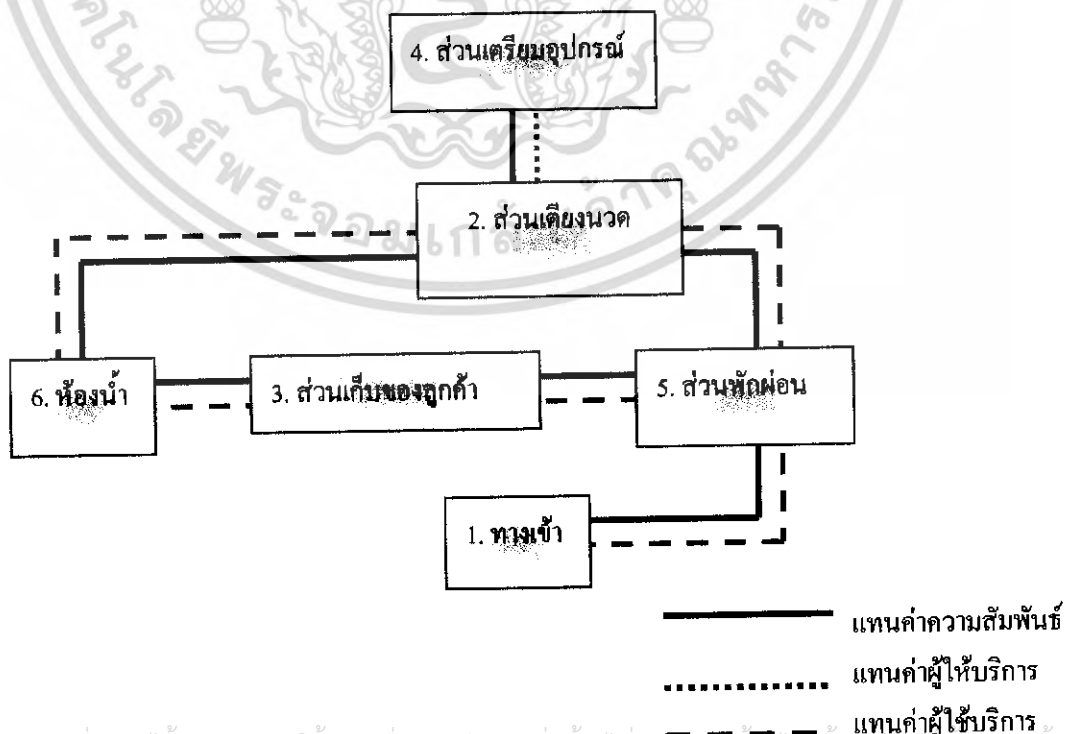 4. ส่วนเตรียมอุปกรณ์
2. ส่วนเตียงนวด
6. ห้องน้ำ
3. ส่วนเก็บของลูกค้า
5. ส่วนพักผ่อน
1. ทางเข้า
แทนค่าความสัมพันธ์
แทนค่าผู้ให้บริการ
แทนค่าผู้ใช้บริการ